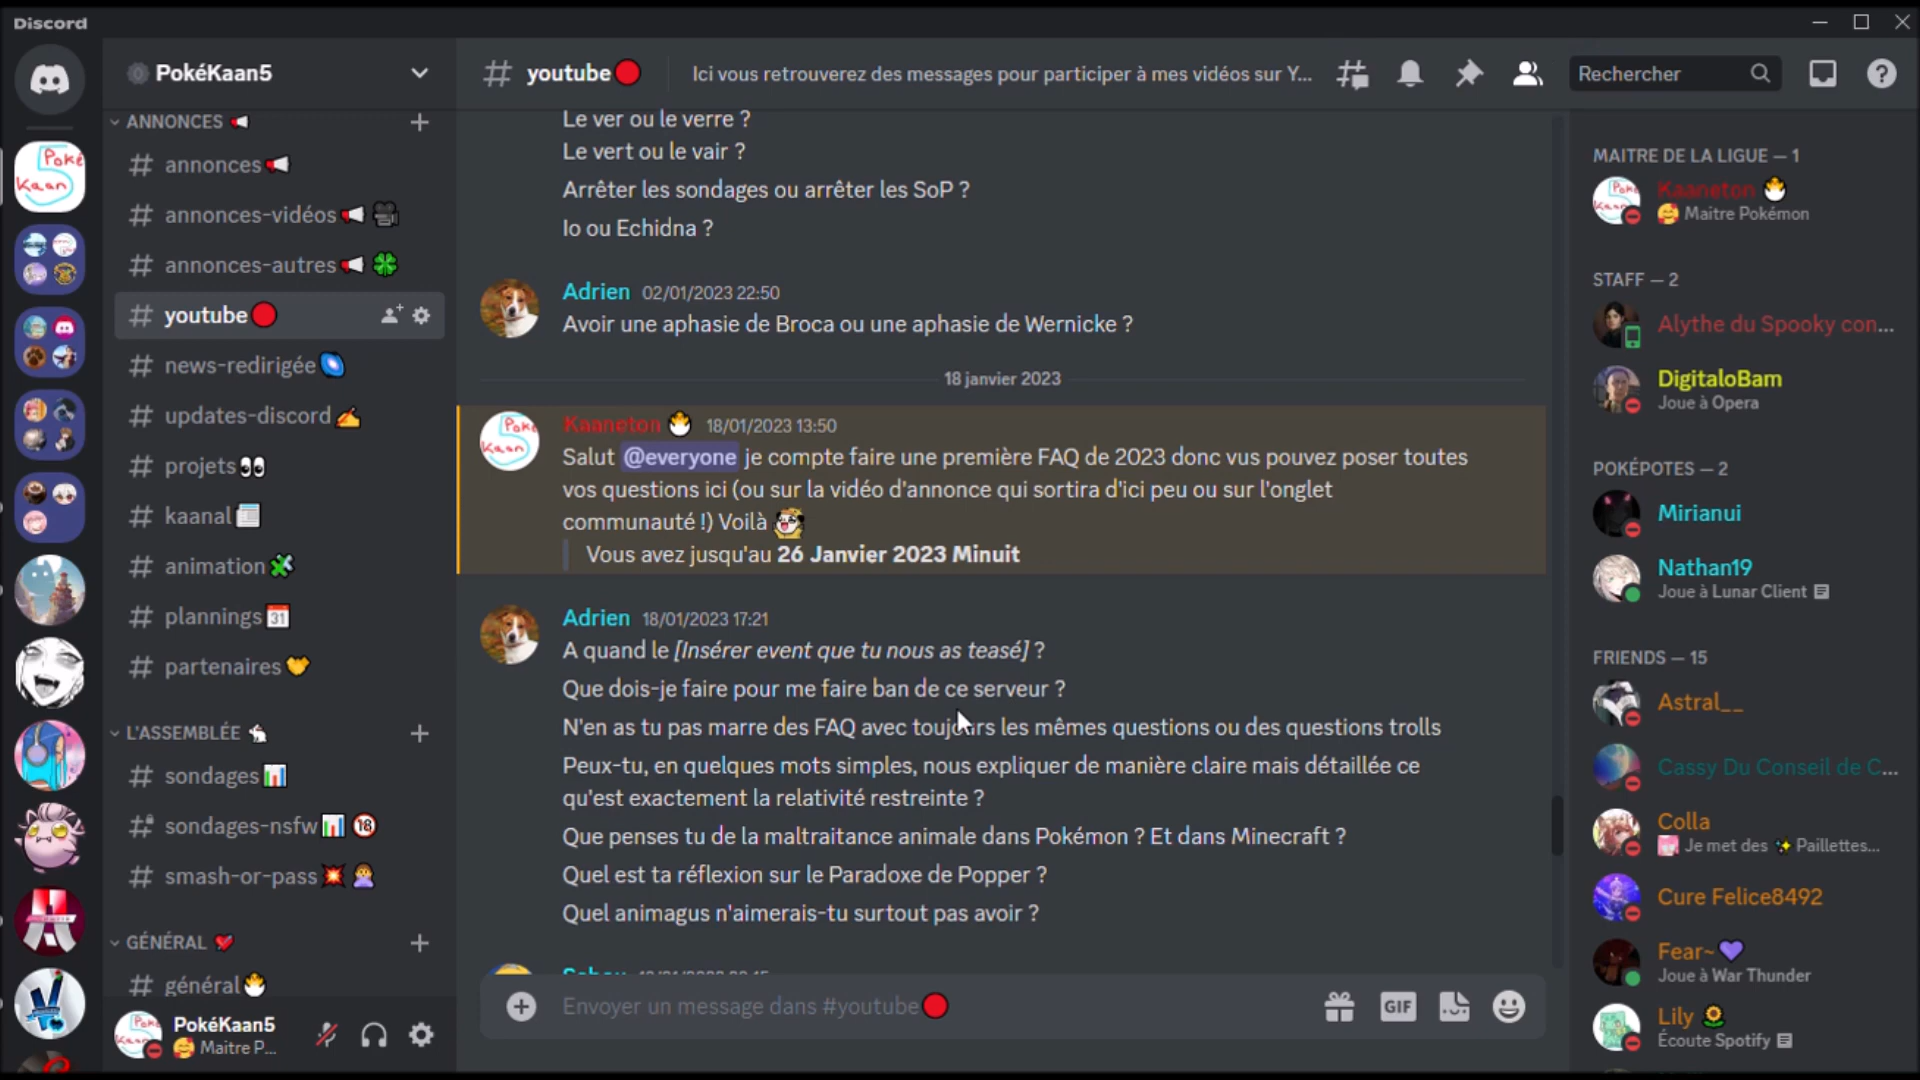 Discord
PokéKaan5
ANNONCES
annonces
annonces-vidéos
annonces-autres
youtube
news-redirigée
updates-discord
projets
kaanal
animation
plannings
partenaires
L'ASSEMBLÉE
sondages
sondages-nsfw
smash-or-pass
GÉNÉRAL
général
PokéKaan5
Maitre P...
youtube
Ici vous retrouverez des messages pour participer à mes vidéos sur Y...
Rechercher
Le ver ou le verre ?
Le vert ou le vair ?
Arrêter les sondages ou arrêter les SoP ?
Io ou Echidna ?
Adrien 02/01/2023 22:50
Avoir une aphasie de Broca ou une aphasie de Wernicke ?
18 janvier 2023
Kaaneton 18/01/2023 13:50
Salut @everyone je compte faire une première FAQ de 2023 donc vus pouvez poser toutes
vos questions ici (ou sur la vidéo d'annonce qui sortira d'ici peu ou sur l'onglet
communauté !) Voilà
Vous avez jusqu'au 26 Janvier 2023 Minuit
Adrien 18/01/2023 17:21
A quand le [Insérer event que tu nous as teasé] ?
Que dois-je faire pour me faire ban de ce serveur ?
N'en as tu pas marre des FAQ avec toujours les mêmes questions ou des questions trolls
Peux-tu, en quelques mots simples, nous expliquer de manière claire mais détaillée ce
qu'est exactement la relativité restreinte ?
Que penses tu de la maltraitance animale dans Pokémon ? Et dans Minecraft ?
Quel est ta réflexion sur le Paradoxe de Popper ?
Quel animagus n'aimerais-tu surtout pas avoir ?
Envoyer un message dans #youtube
GIF
MAITRE DE LA LIGUE — 1
Kaaneton
Maitre Pokémon
STAFF — 2
Alythe du Spooky con...
DigitaloBam
Joue à Opera
POKÉPOTES — 2
Mirianui
Nathan19
Joue à Lunar Client
FRIENDS — 15
Astral__
Cassy Du Conseil de C...
Colla
Je met des ✨ Paillettes...
Cure Felice8492
Fear~
Joue à War Thunder
Lily
Écoute Spotify